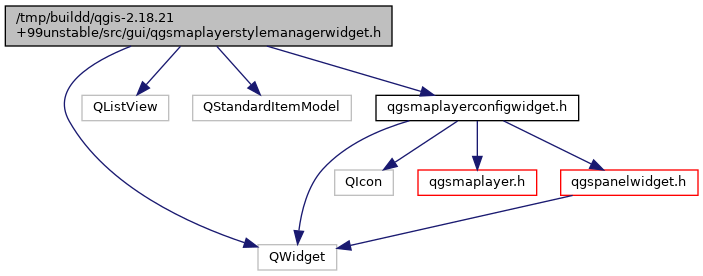 /tmp/buildd/qgis-2.18.21
+99unstable/src/gui/qgsmaplayerstylemanagerwidget.h
QListView
QStandardItemModel
qgsmaplayerconfigwidget.h
QIcon
qgsmaplayer.h
qgspanelwidget.h
QWidget